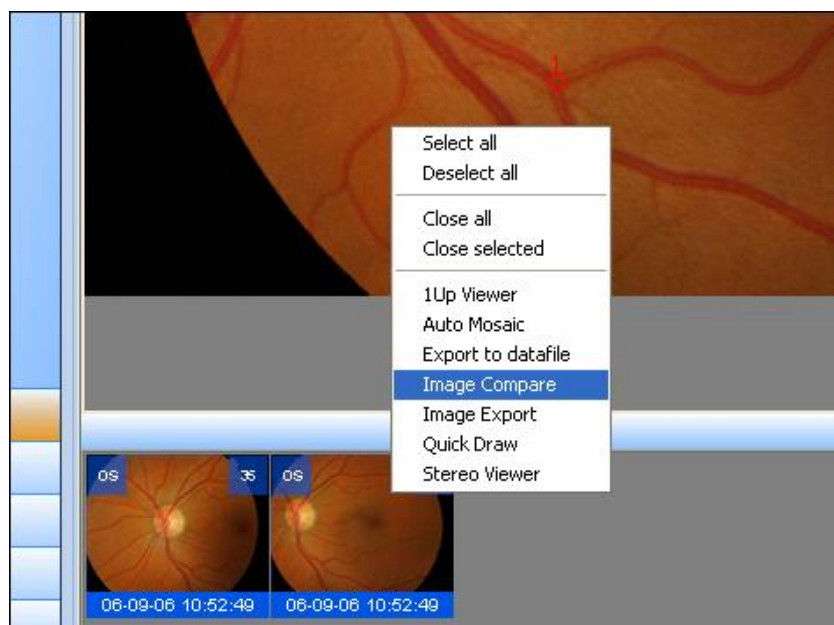 Select all
Deselect all
Close all
Close selected
1Up Viewer
Auto Mosaic
Export to datafile
Image Compare
Image Export
Quick Draw
Stereo Viewer
OS 35 OS
06-09-06 10:52:49 06-09-06 10:52:49